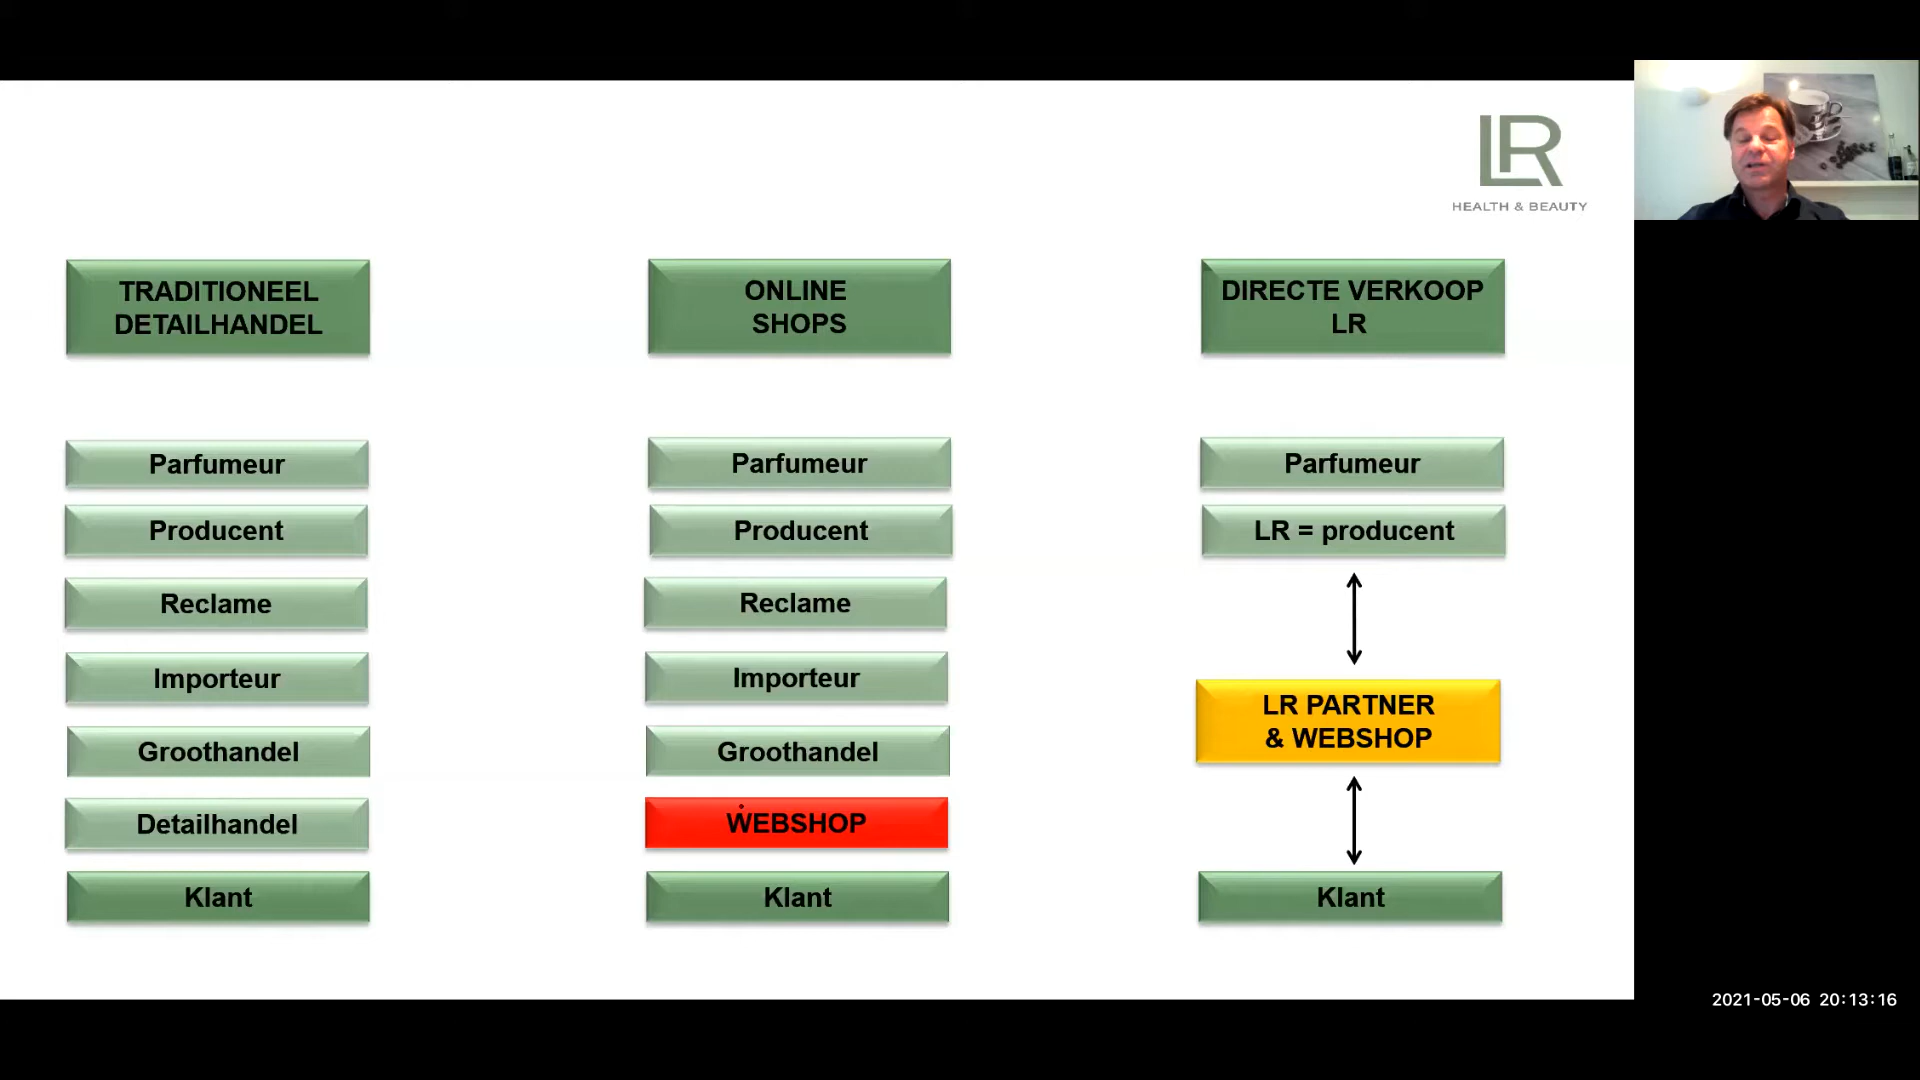 LR
HEALTH & BEAUTY
TRADITIONEEL
DETAILHANDEL
Parfumeur
Producent
Reclame
Importeur
Groothandel
Detailhandel
Klant
ONLINE
SHOPS
Parfumeur
Producent
Reclame
Importeur
Groothandel
WEBSHOP
Klant
DIRECTE VERKOOP
LR
Parfumeur
LR = producent
LR PARTNER
& WEBSHOP
Klant
2021-05-06 20:13:16